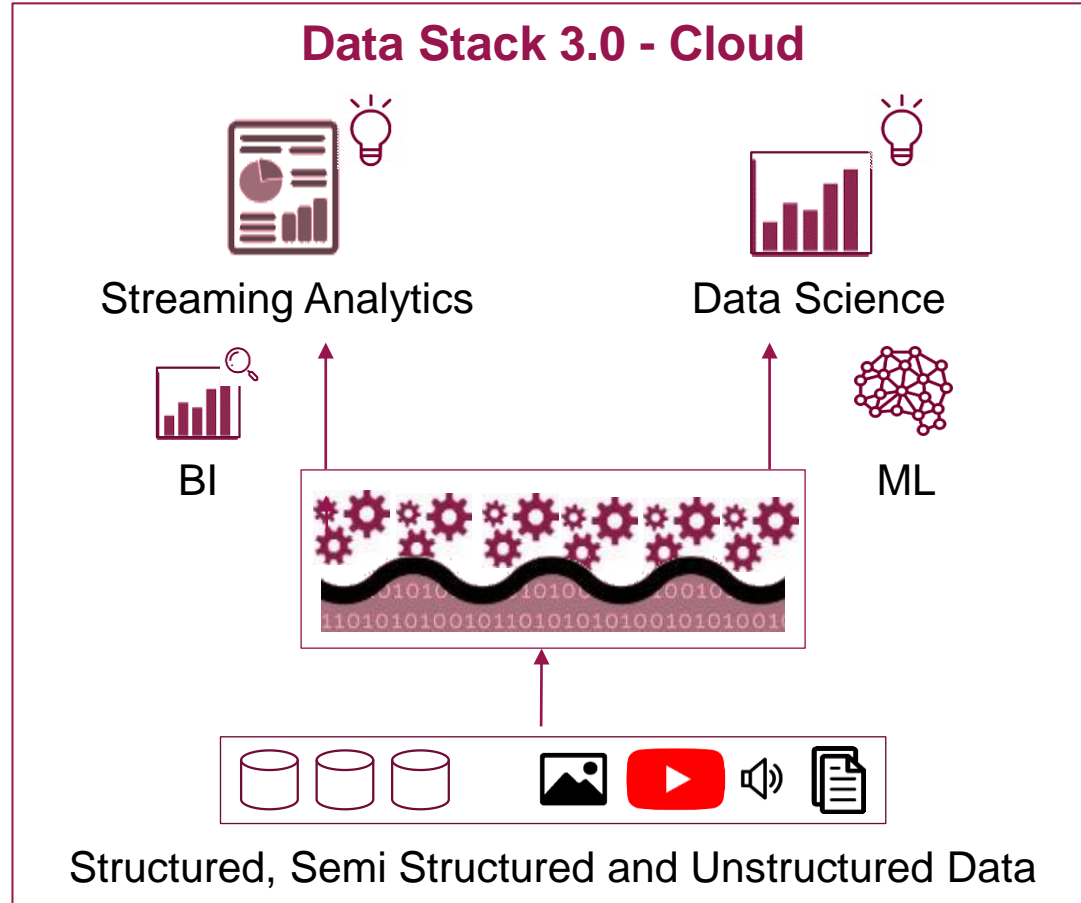 Data Stack 3.0 - Cloud
Streaming Analytics
Data Science
BI
ML
Structured, Semi Structured and Unstructured Data